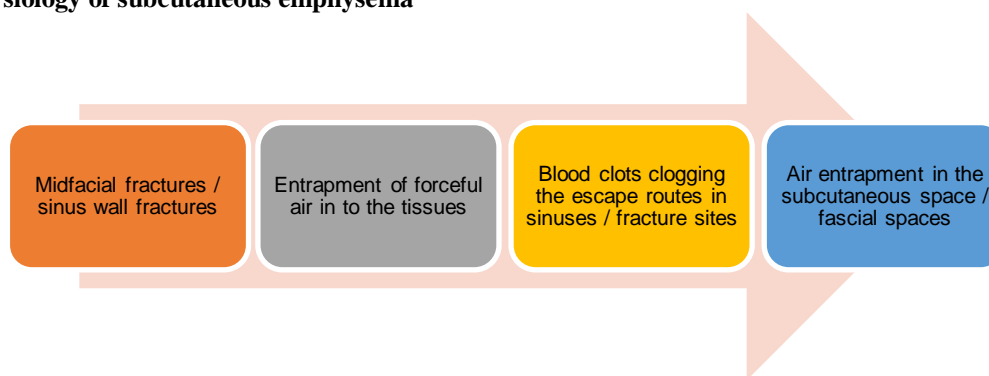 siology of subcutaneous emphysema
Midfacial fractures /
sinus wall fractures
Entrapment of forceful
air in to the tissues
Blood clots clogging
the escape routes in
sinuses / fracture sites
Air entrapment in the
subcutaneous space /
fascial spaces